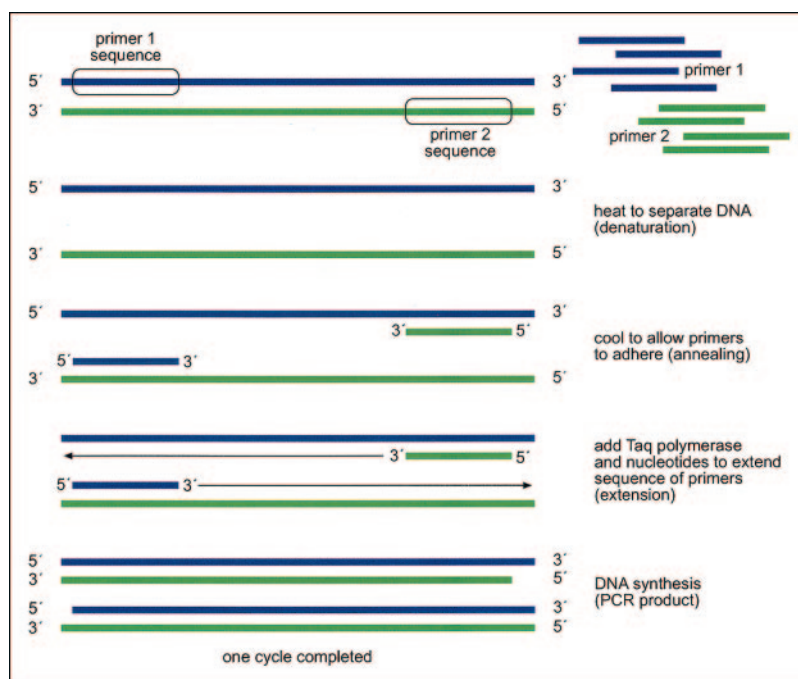 primer 1
sequence
5´ 3´
primer 1
3´ 5´
primer 2
sequence
primer 2
5´ 3´
heat to separate DNA
(denaturation)
3´ 5´
5´ 3´
3´ 5´
cool to allow primers
to adhere (annealing)
5´ 3´
3´ 5´
add Taq polymerase
and nucleotides to extend
sequence of primers
(extension)
3´ 5´
5´ 3´
5´ 3´
3´ 5´
DNA synthesis
(PCR product)
5´ 3´
3´ 5´
one cycle completed